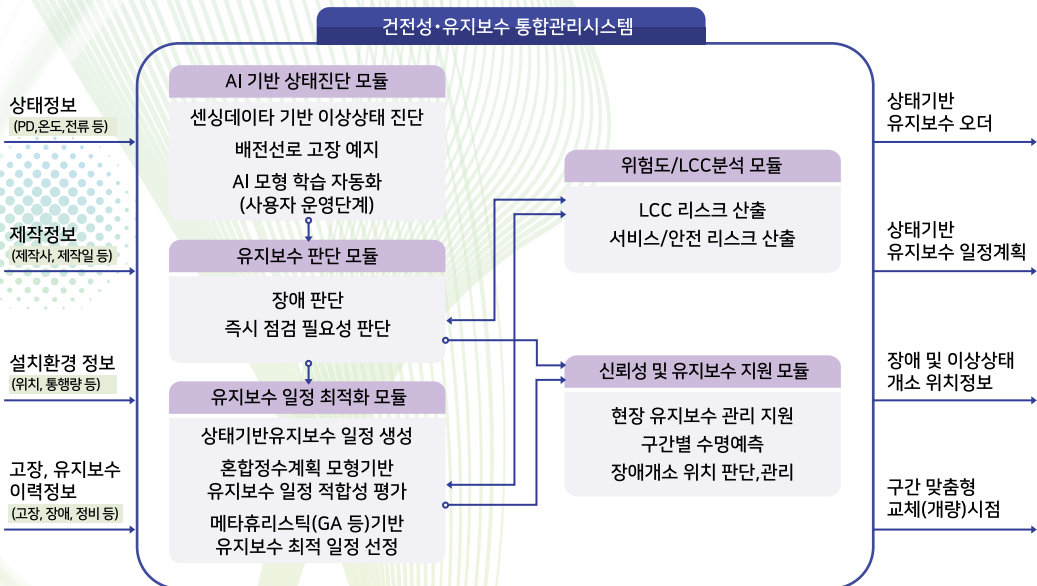 건전성·유지보수 통합관리시스템
상태정보
(PD,온도,전류 등)
제작정보
(제작사, 제작일 등)
설치환경 정보
(위치, 통행량 등)
고장, 유지보수
이력정보
(고장, 장애, 정비 등)
AI 기반 상태진단 모듈
센싱데이타 기반 이상상태 진단
배전선로 고장 예지
AI 모형 학습 자동화
(사용자 운영단계)
유지보수 판단 모듈
장애 판단
즉시 점검 필요성 판단
유지보수 일정 최적화 모듈
상태기반유지보수 일정 생성
혼합정수계획 모형기반
유지보수 일정 적합성 평가
메타휴리스틱(GA 등)기반
유지보수 최적 일정 선정
위험도/LCC분석 모듈
LCC 리스크 산출
서비스/안전 리스크 산출
신뢰성 및 유지보수 지원 모듈
현장 유지보수 관리 지원
구간별 수명예측
장애개소 위치 판단,관리
상태기반
유지보수 오더
상태기반
유지보수 일정계획
장애 및 이상상태
개소 위치정보
구간 맞춤형
교체(개량)시점